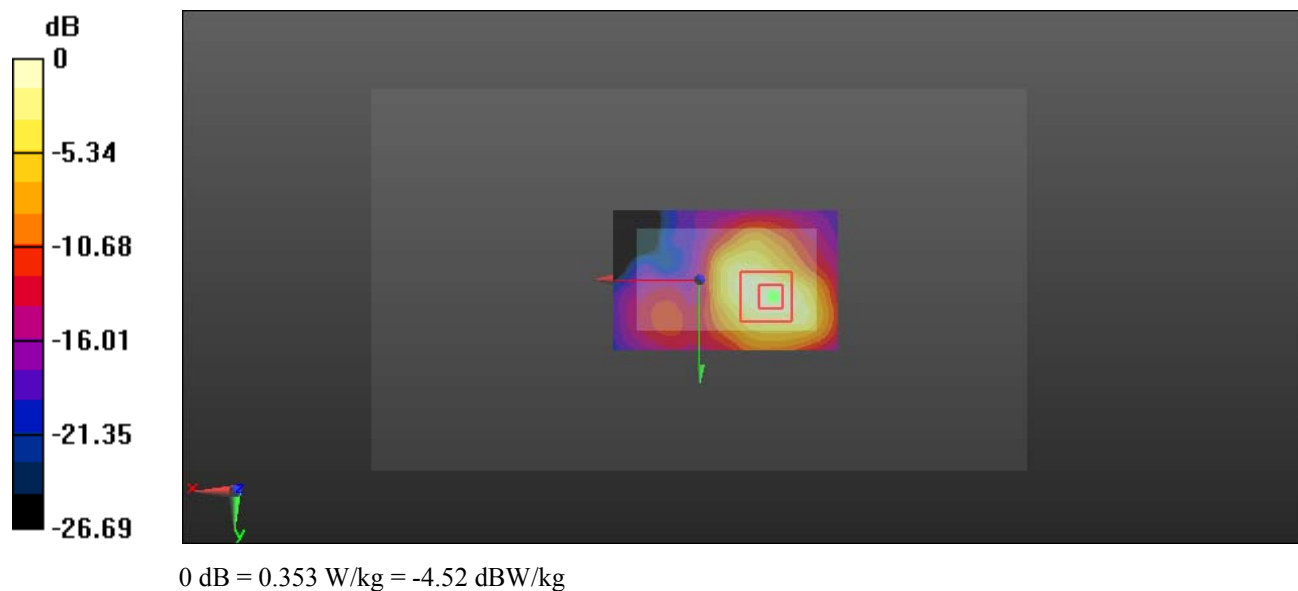 dB
0
-5.34
-10.68
-16.01
-21.35
-26.69
x
z
y
0 dB = 0.353 W/kg = -4.52 dBW/kg